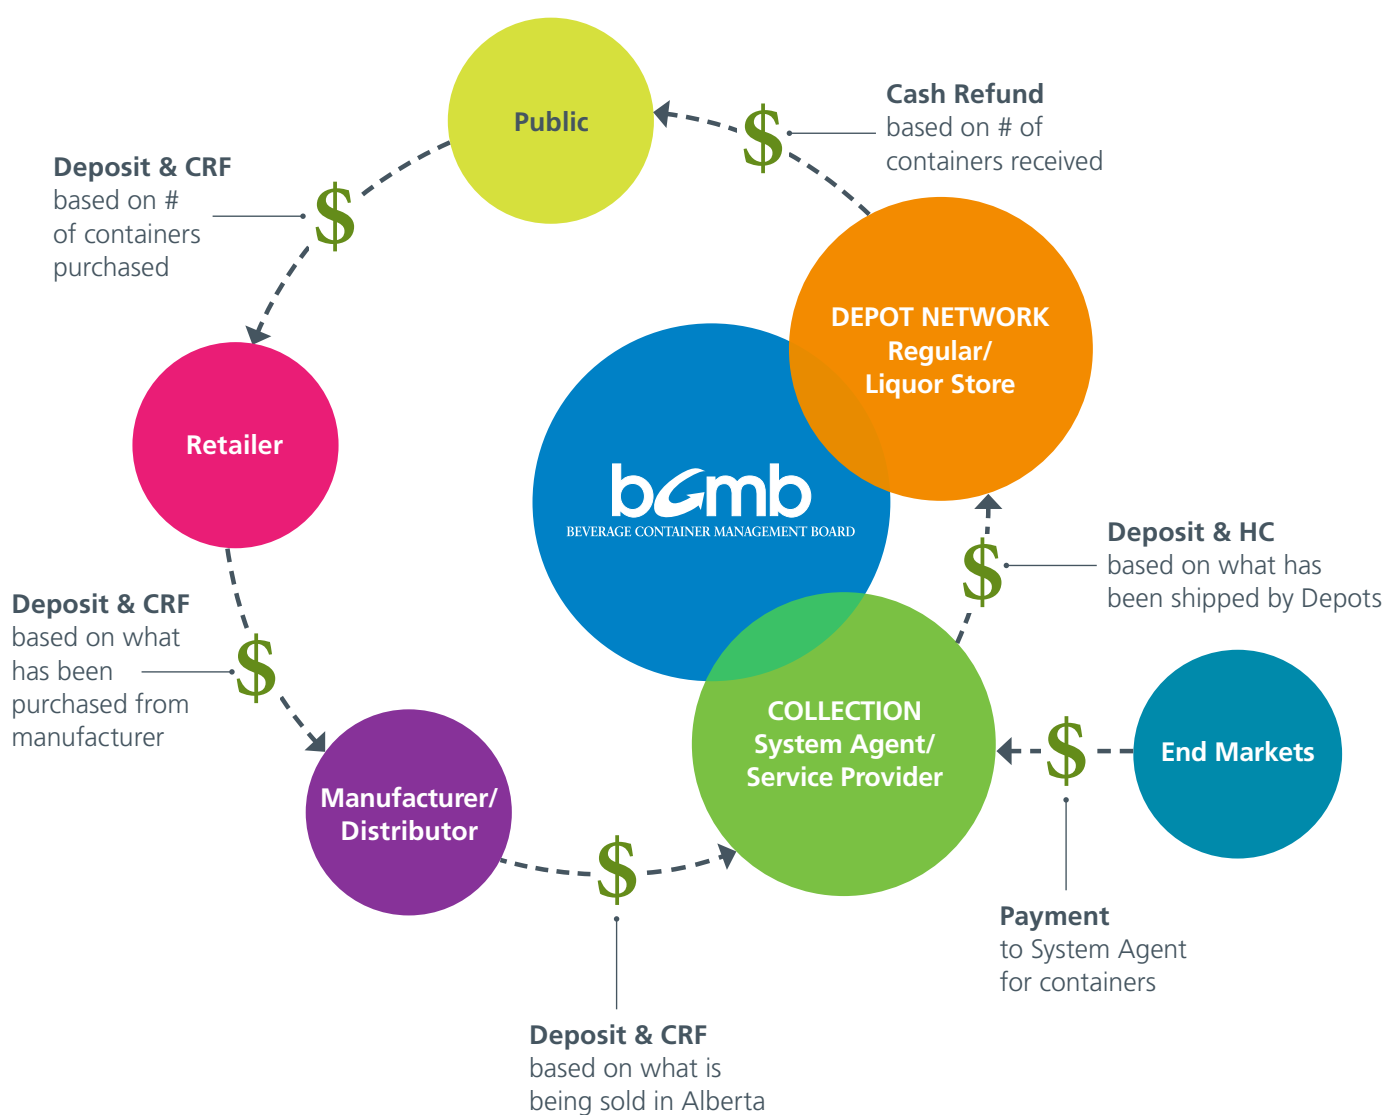 Public
Cash Refund
based on # of
containers received
$
Deposit & CRF
based on #
of containers
purchased
$
DEPOT NETWORK
Regular/
Liquor Store
Retailer
bcmb
BEVERAGE CONTAINER MANAGEMENT BOARD
Deposit & HC
based on what has
been shipped by Depots
$
Deposit & CRF
based on what
has been
purchased from
manufacturer
$
COLLECTION
System Agent/
Service Provider
$
End Markets
Manufacturer/
Distributor
$
Payment
to System Agent
for containers
Deposit & CRF
based on what is
being sold in Alberta